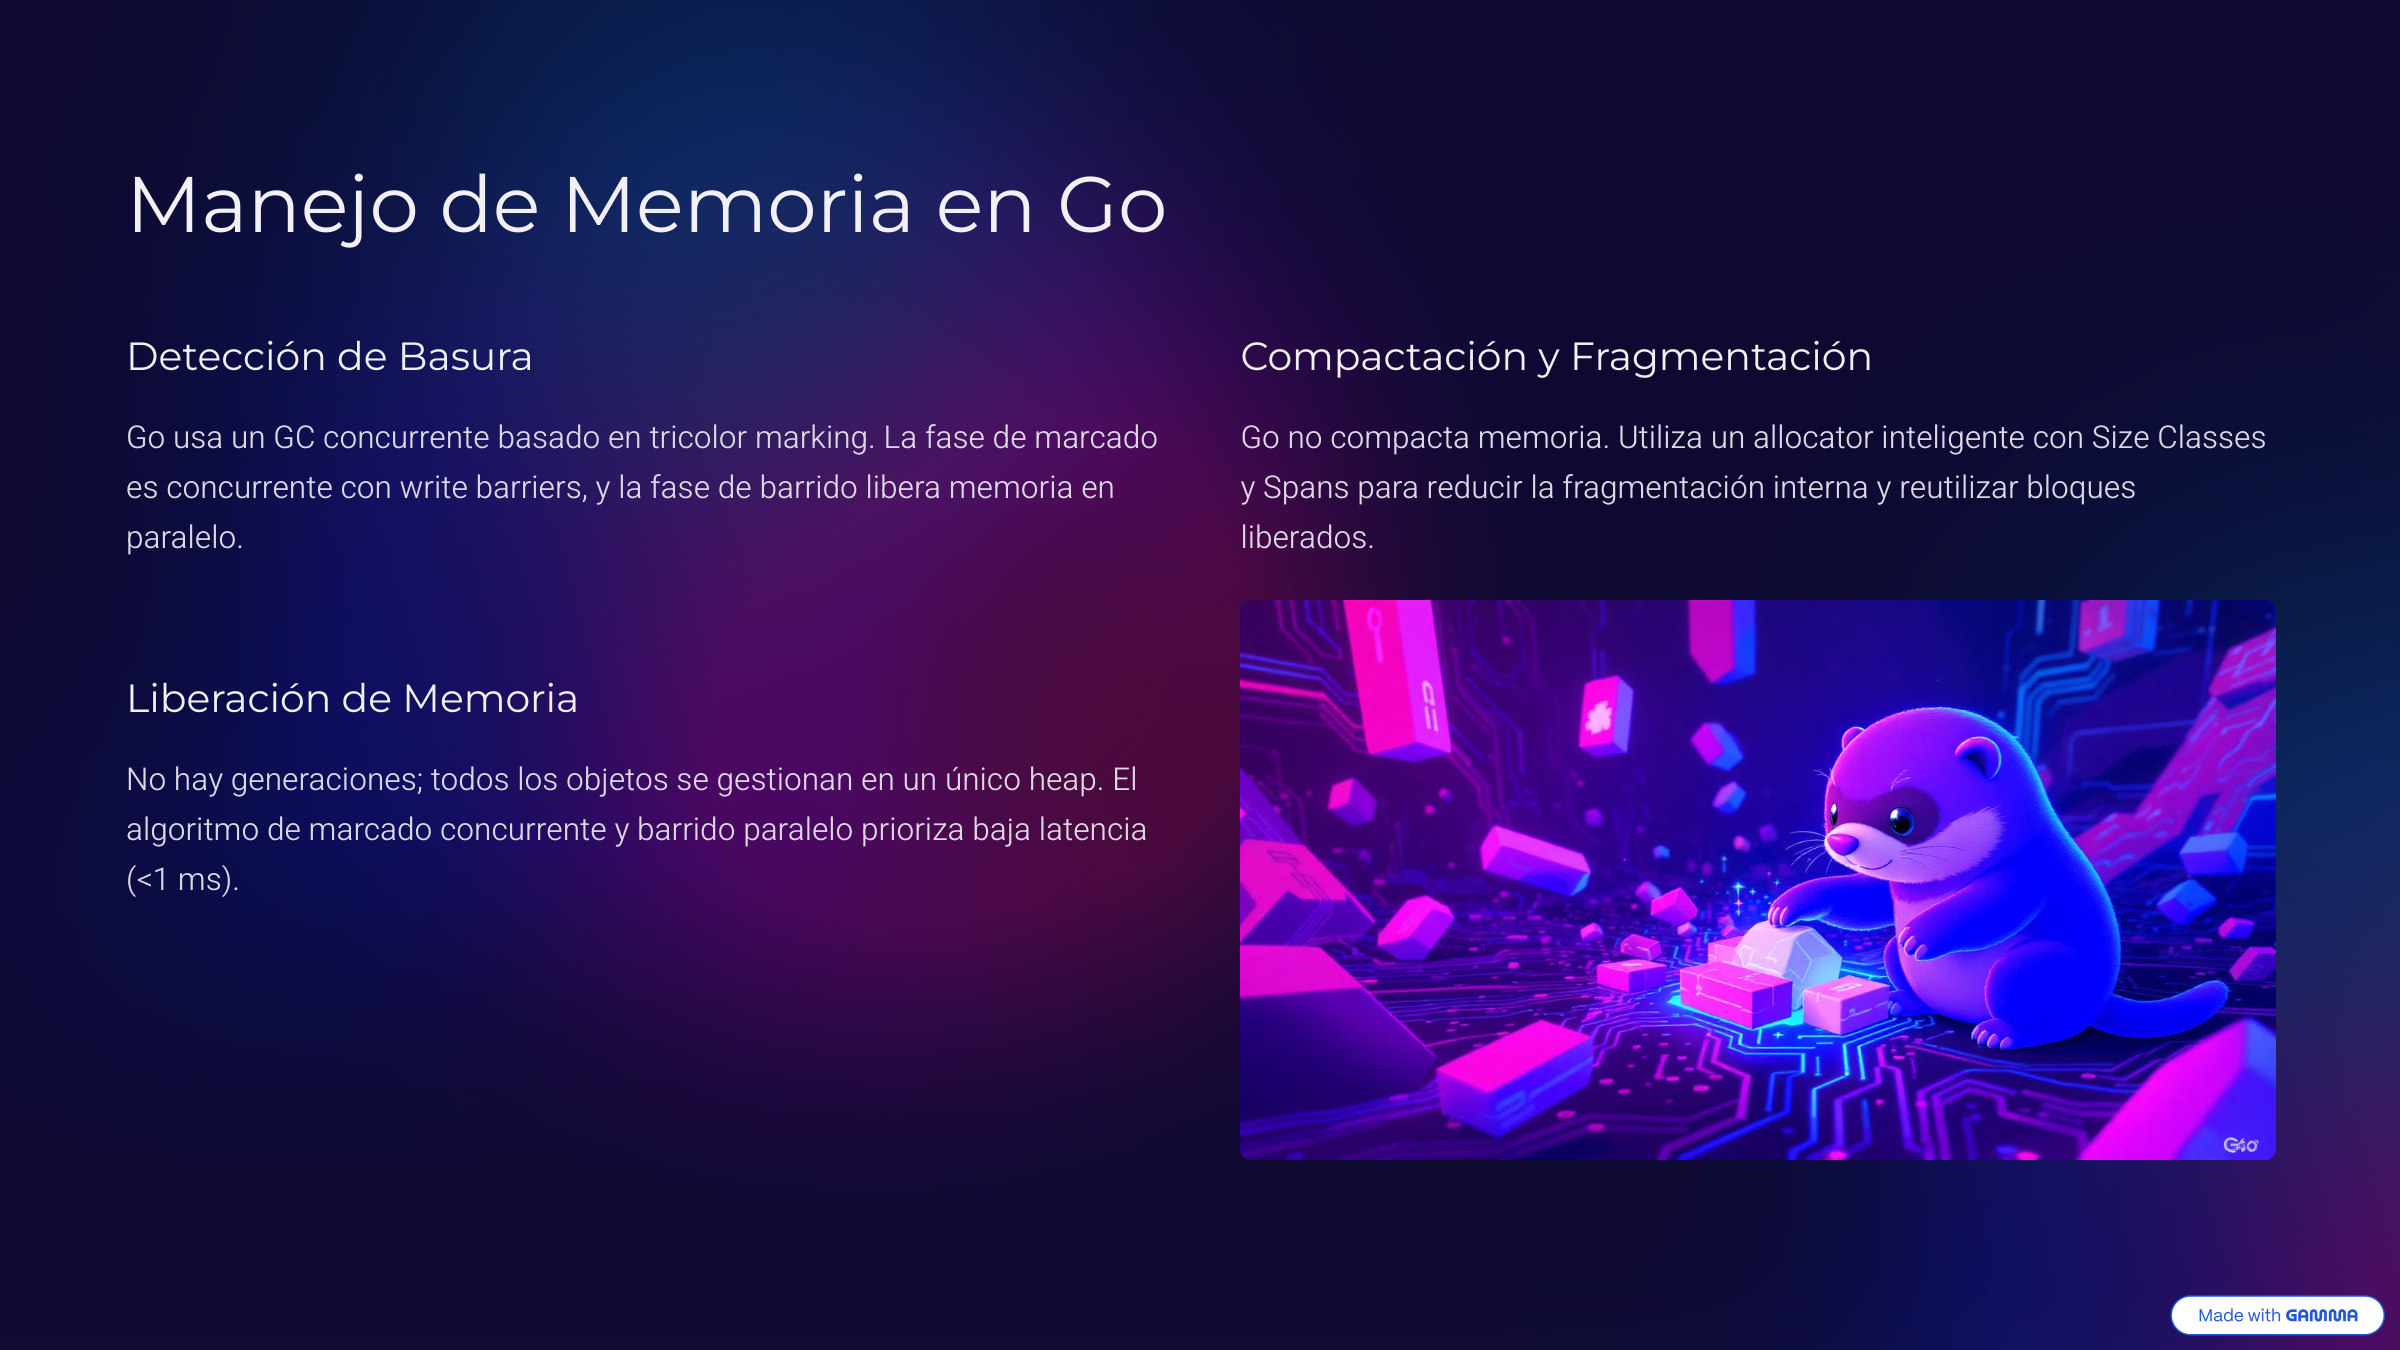 Manejo de Memoria en Go
Detección de Basura
Go usa un GC concurrente basado en tricolor marking. La fase de marcado
es concurrente con write barriers, y la fase de barrido libera memoria en
paralelo.
Liberación de Memoria
No hay generaciones; todos los objetos se gestionan en un único heap. El
algoritmo de marcado concurrente y barrido paralelo prioriza baja latencia
(<1 ms).
Compactación y Fragmentación
Go no compacta memoria. Utiliza un allocator inteligente con Size Classes
y Spans para reducir la fragmentación interna y reutilizar bloques
liberados.
Made with GAMMA